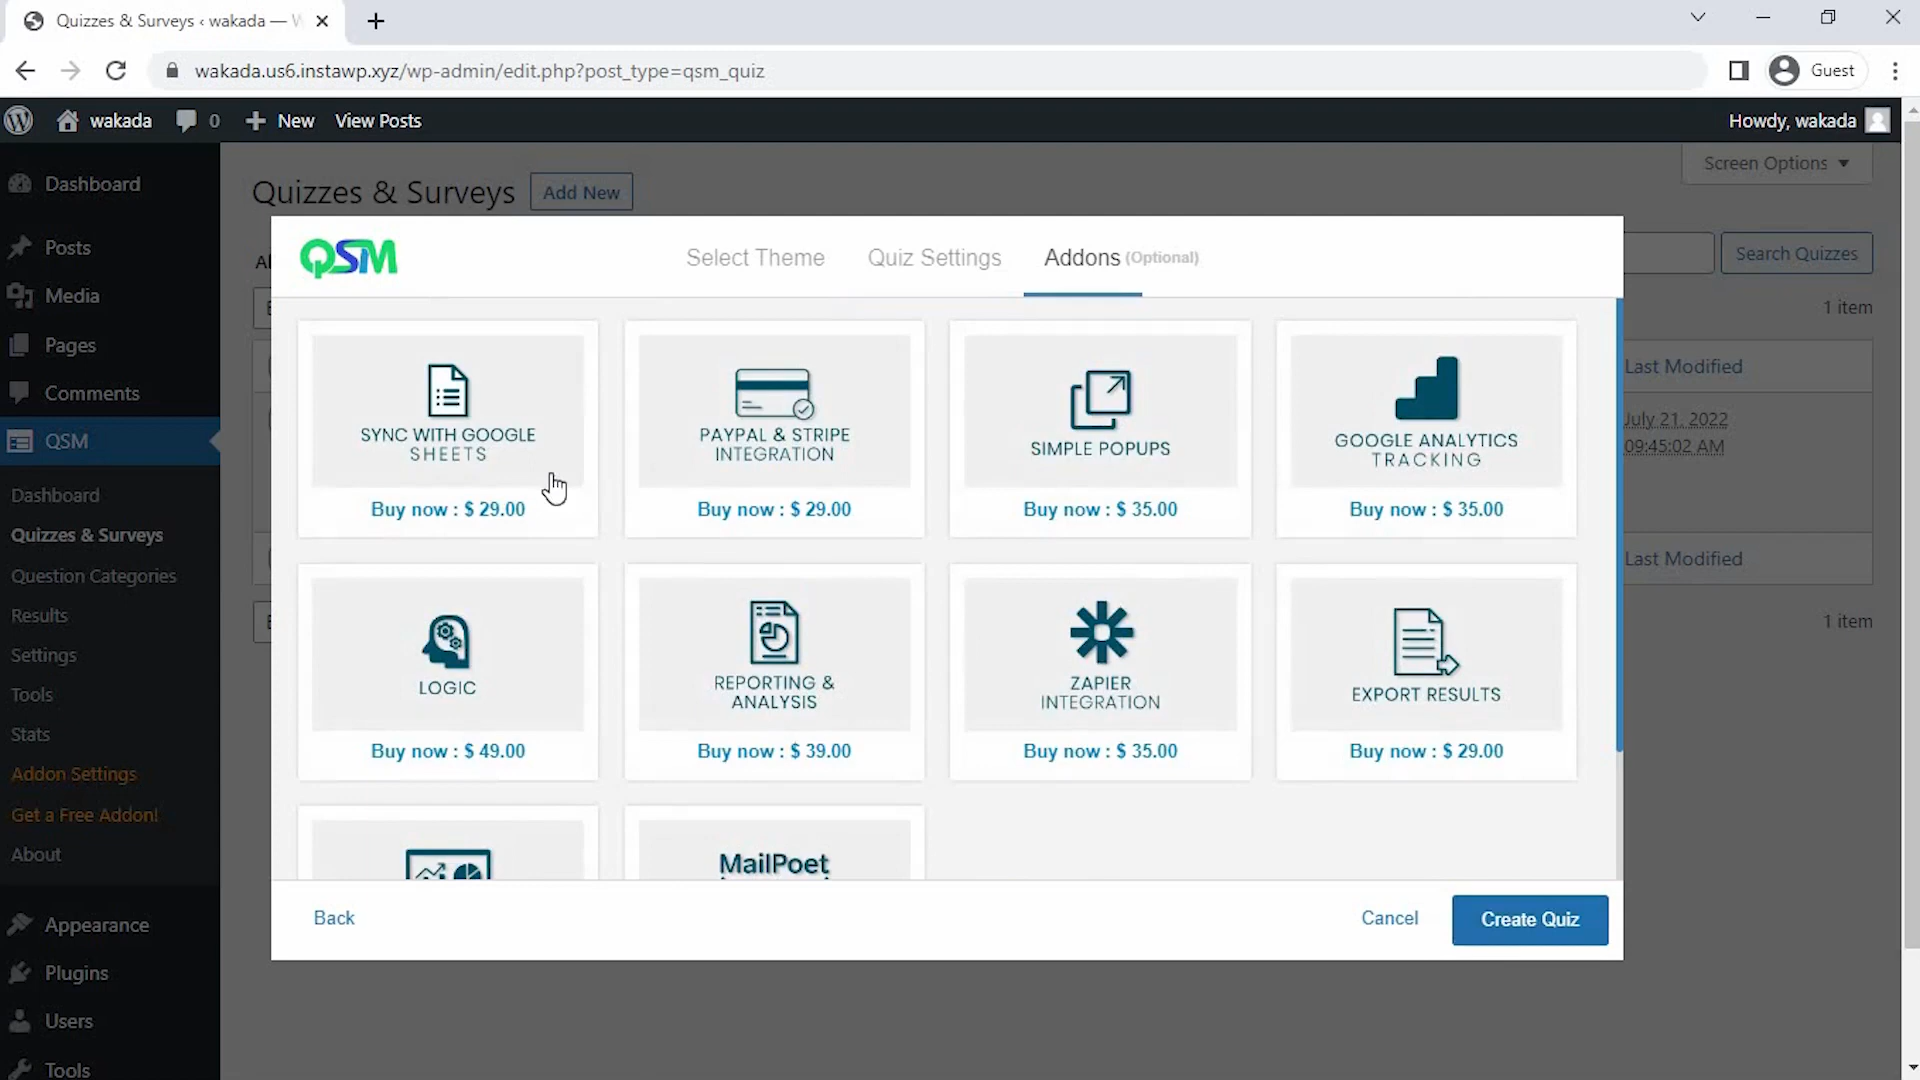 Quizzes & Surveys ‹ wakada —
wakada.us6.instawp.xyz/wp-admin/edit.php?post_type=qsm_quiz
Guest
wakada
0
New
View Posts
Howdy, wakada
Screen Options
Dashboard
Posts
Media
Pages
Comments
QSM
Dashboard
Quizzes & Surveys
Question Categories
Results
Settings
Tools
Stats
Addon Settings
Get a Free Addon!
About
Appearance
Plugins
Users
Tools
Quizzes & Surveys
Add New
Search Quizzes
1 item
Last Modified
July 21, 2022
09:45:02 AM
Last Modified
1 item
QSM
Select Theme
Quiz Settings
Addons (Optional)
SYNC WITH GOOGLE
SHEETS
Buy now : $ 29.00
PAYPAL & STRIPE
INTEGRATION
Buy now : $ 29.00
SIMPLE POPUPS
Buy now : $ 35.00
GOOGLE ANALYTICS
TRACKING
Buy now : $ 35.00
LOGIC
Buy now : $ 49.00
REPORTING &
ANALYSIS
Buy now : $ 39.00
ZAPIER
INTEGRATION
Buy now : $ 35.00
EXPORT RESULTS
Buy now : $ 29.00
MailPoet
Back
Cancel
Create Quiz